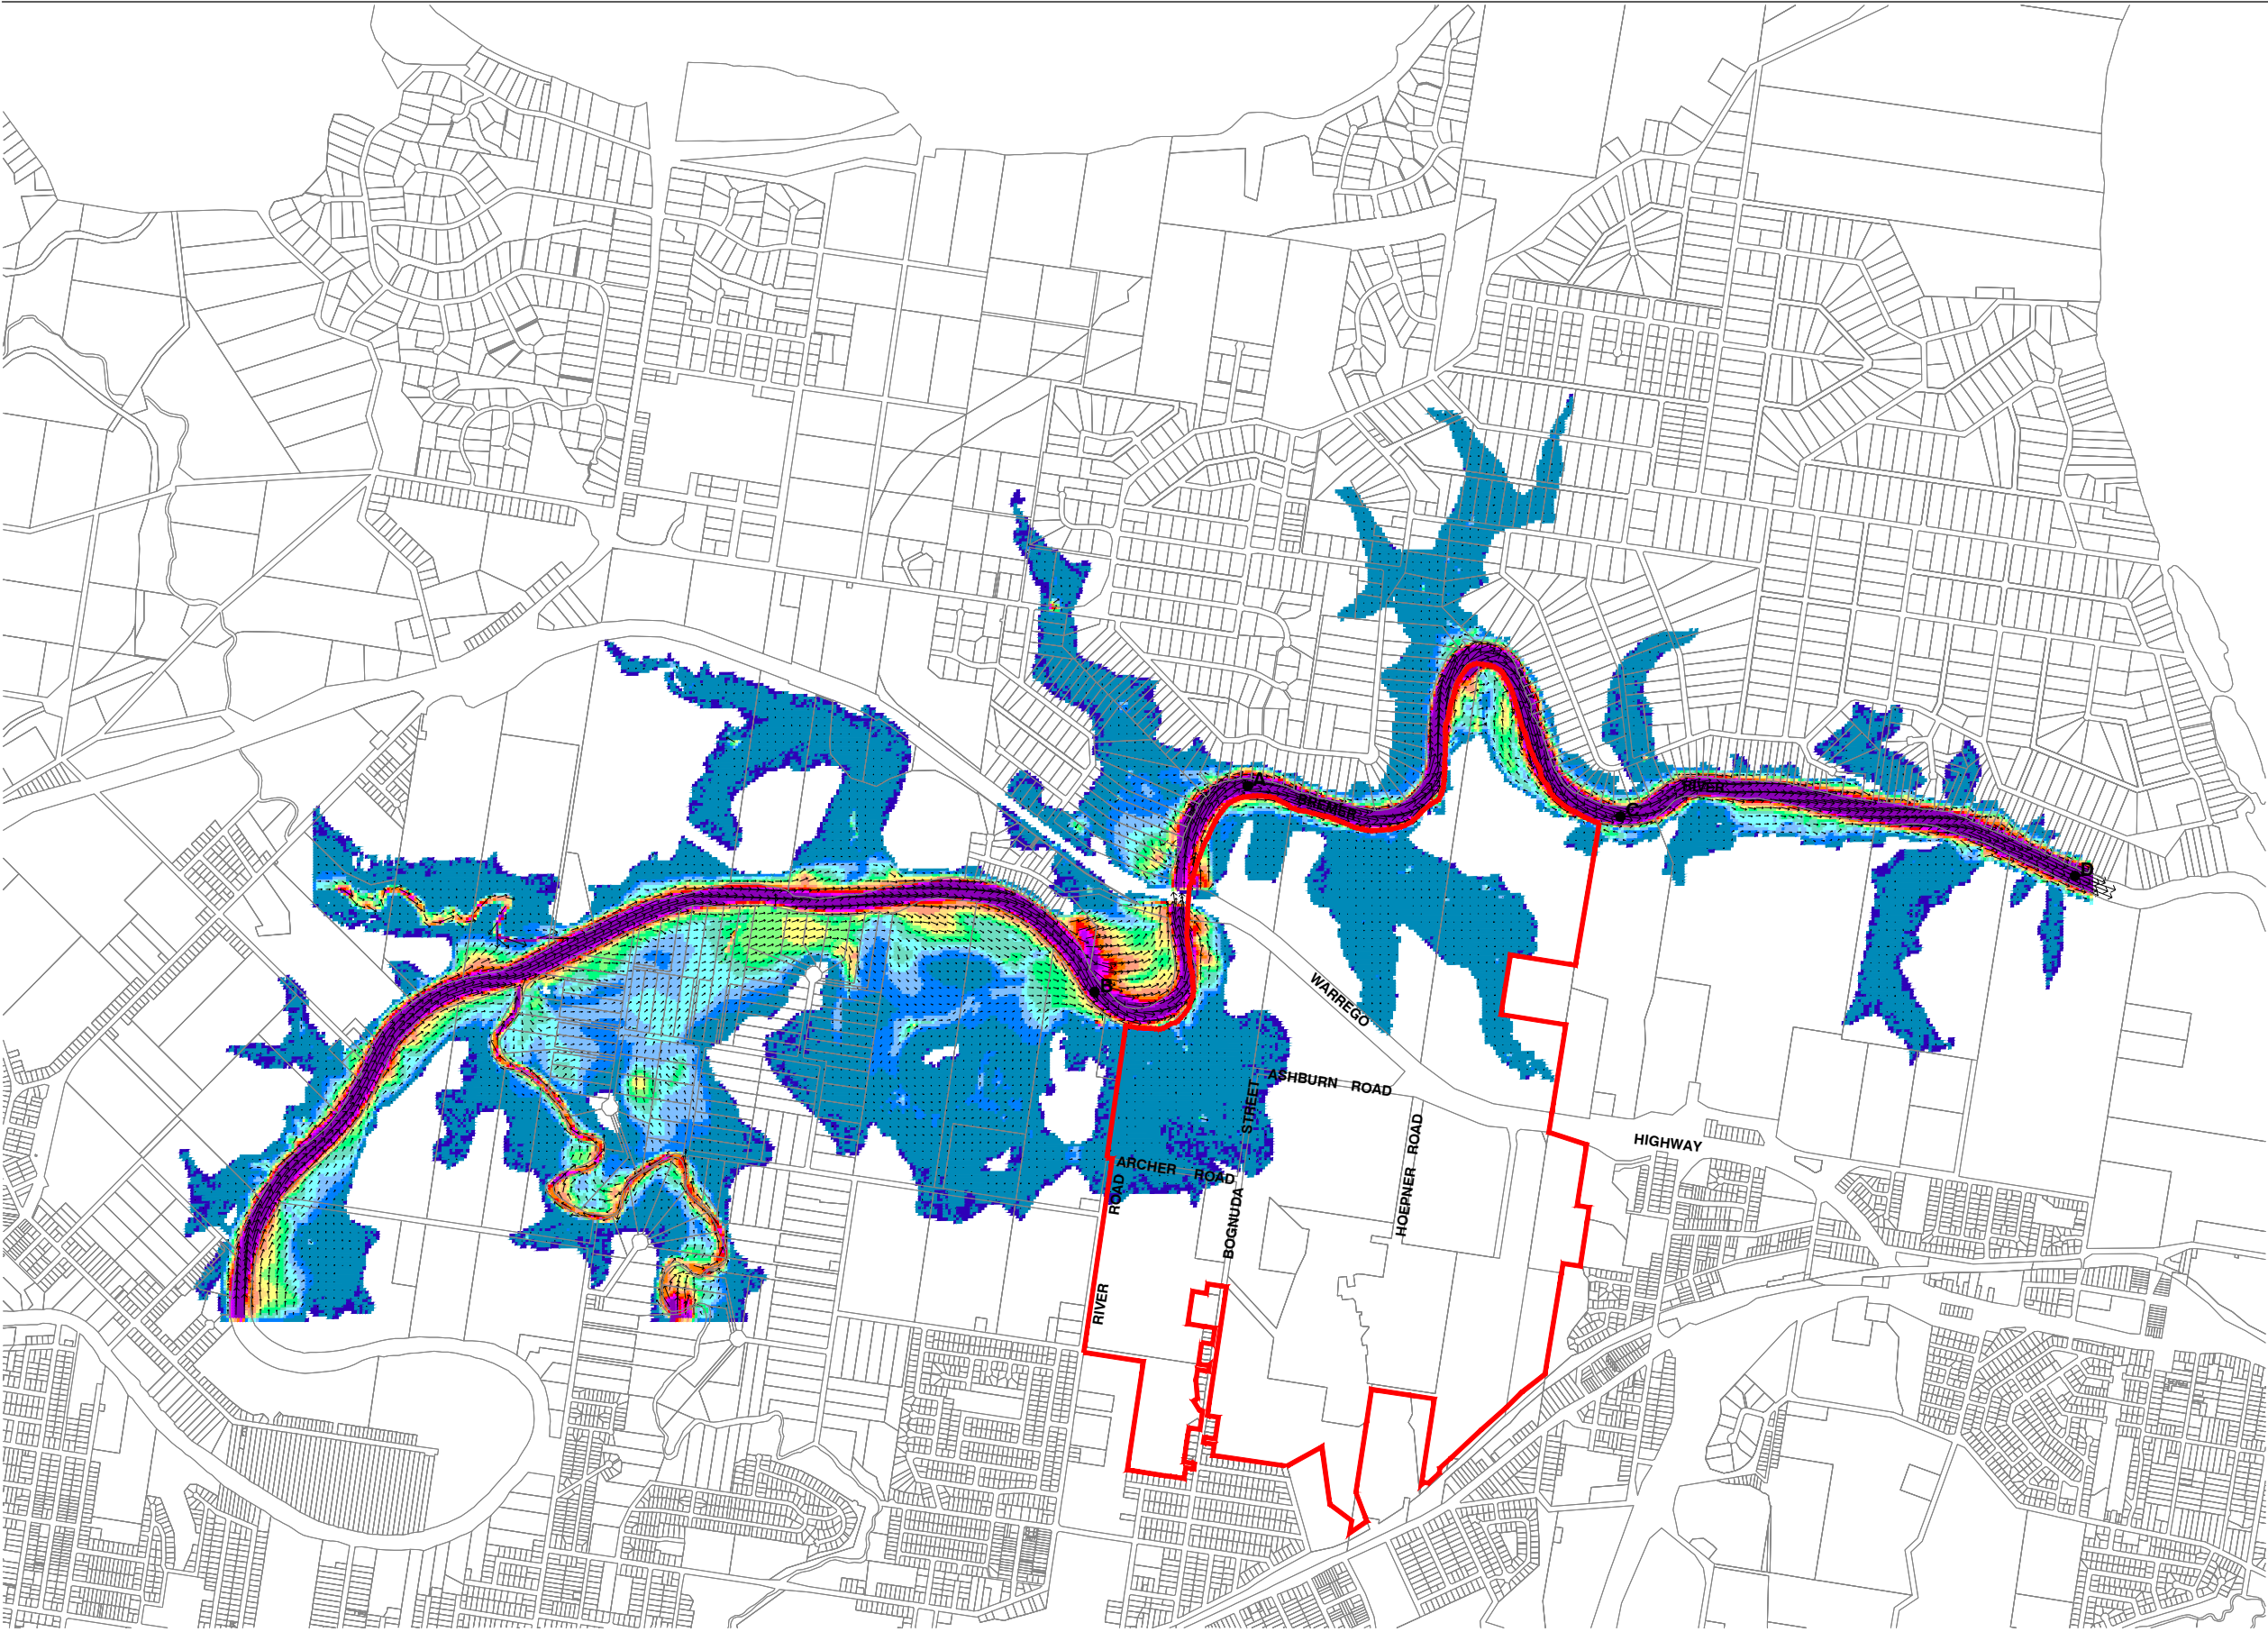 A
BREMER
RIVER
C
D
B
WARREGO
ASHBURN ROAD
STREET
HIGHWAY
ARCHER ROAD
ROAD
HOEPNER ROAD
BOGNUDA
RIVER